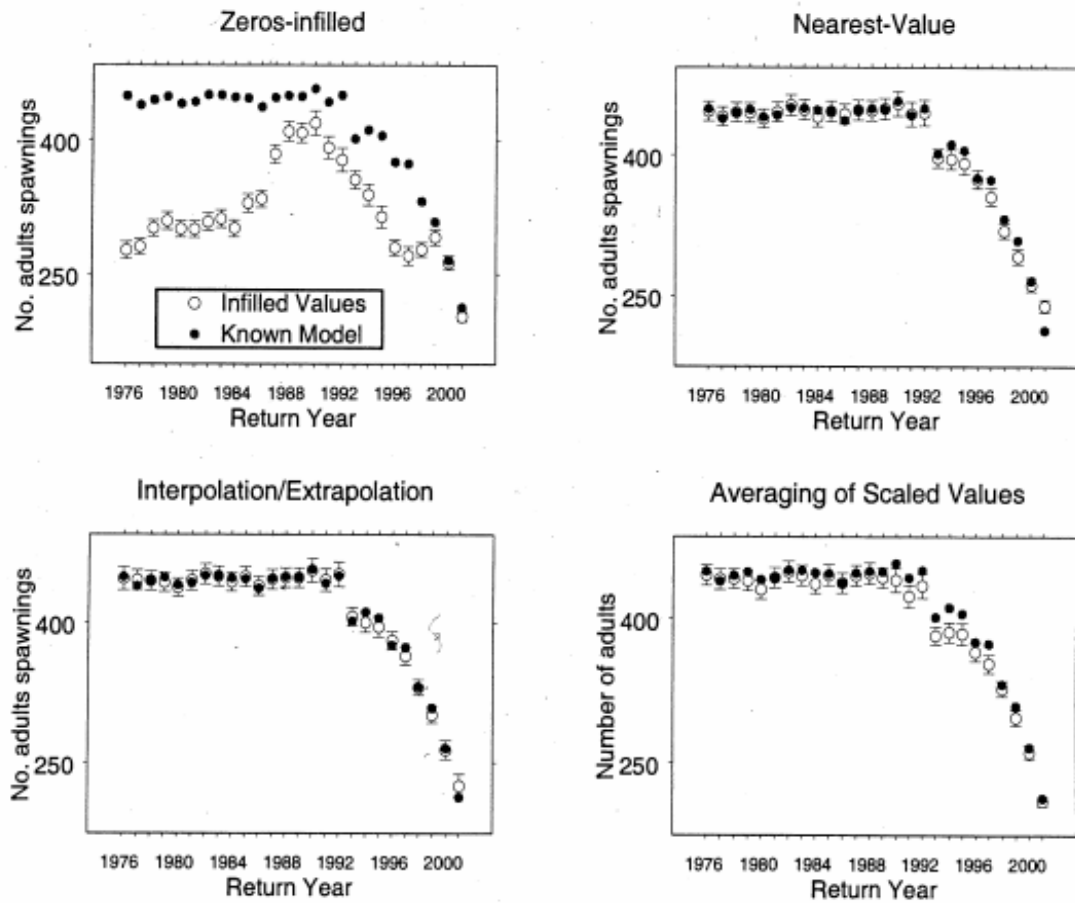 Zeros-infilled
No. adults spawnings
400
250
Infilled Values
Known Model
1976 1980 1984 1988 1992 1996 2000
Return Year
Nearest-Value
No. adults spawnings
400
250
1976 1980 1984 1988 1992 1996 2000
Return Year
Interpolation/Extrapolation
No. adults spawnings
400
250
1976 1980 1984 1988 1992 1996 2000
Return Year
Averaging of Scaled Values
Number of adults
400
250
1976 1980 1984 1988 1992 1996 2000
Return Year